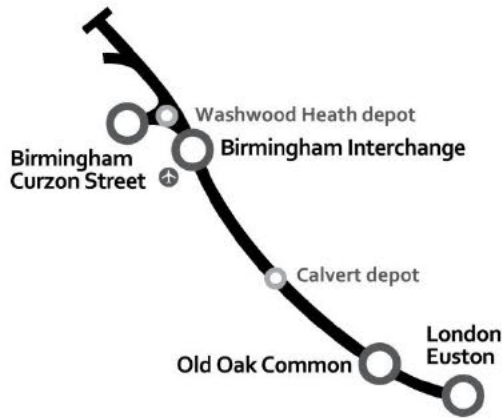 Washwood Heath depot
Birmingham
Curzon Street
Birmingham Interchange
Calvert depot
Old Oak Common
London
Euston